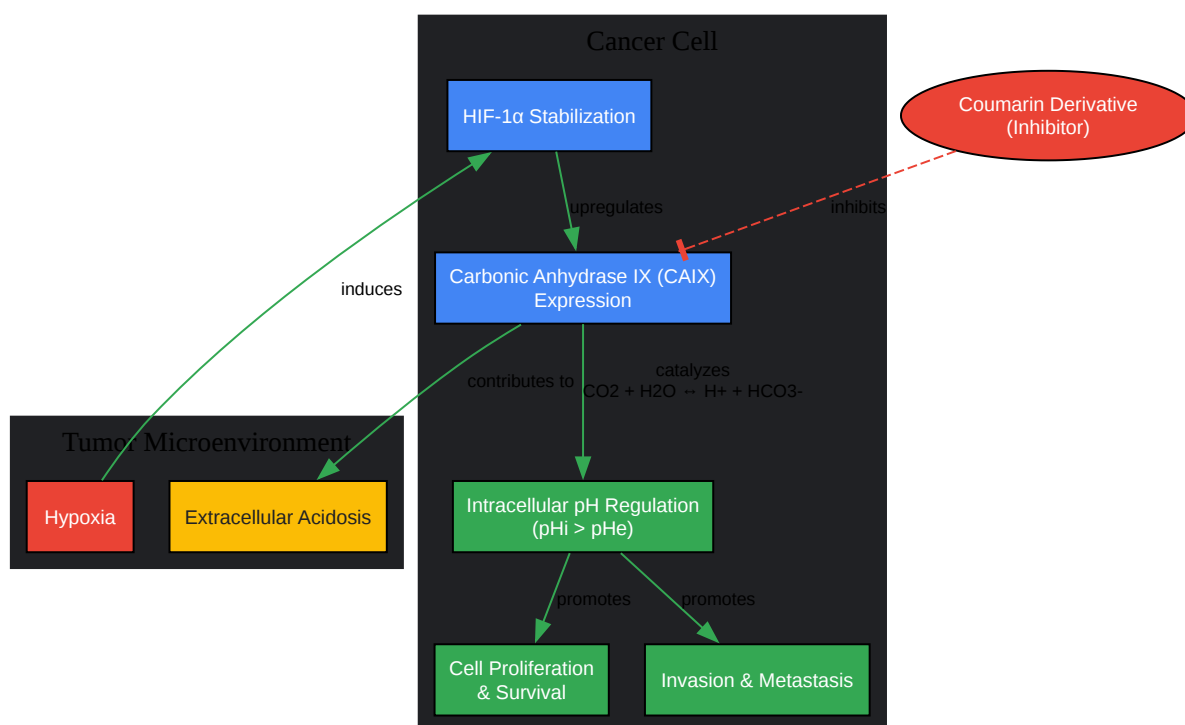 Cancer Cell
HIF-1α Stabilization
Coumarin Derivative
(Inhibitor)
upregulates
inhibits
Carbonic Anhydrase IX (CAIX)
Expression
induces
contributes to
catalyzes
CO2 + H2O ↔ H+ + HCO3-
Tumor Microenvironment
Hypoxia
Extracellular Acidosis
Intracellular pH Regulation
(pHi > pHe)
promotes
promotes
Cell Proliferation
& Survival
Invasion & Metastasis